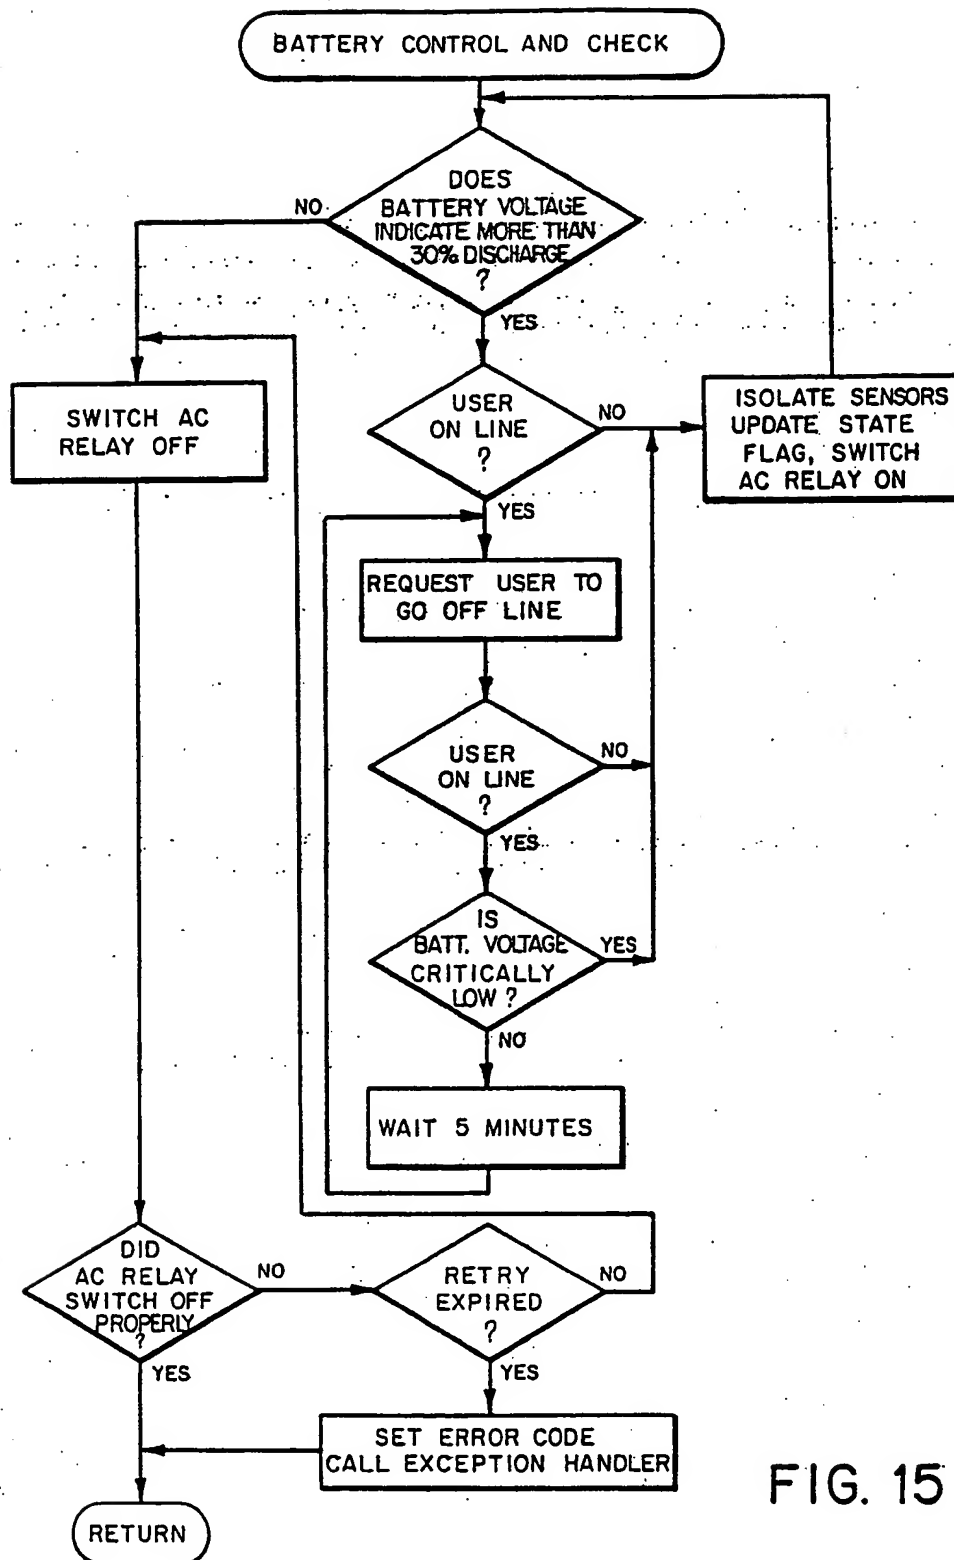 BATTERY CONTROL AND CHECK
DOES
BATTERY VOLTAGE
INDICATE MORE THAN
30% DISCHARGE
?
NO
YES
SWITCH AC
RELAY OFF
USER
ON LINE
?
NO
YES
ISOLATE SENSORS
UPDATE STATE
FLAG, SWITCH
AC RELAY ON
REQUEST USER TO
GO OFF LINE
USER
ON LINE
?
NO
YES
IS
BATT. VOLTAGE
CRITICALLY
LOW ?
YES
NO
WAIT 5 MINUTES
DID
AC RELAY
SWITCH OFF
PROPERLY
?
NO
YES
RETRY
EXPIRED
?
NO
YES
SET ERROR CODE
CALL EXCEPTION HANDLER
RETURN
FIG. 15